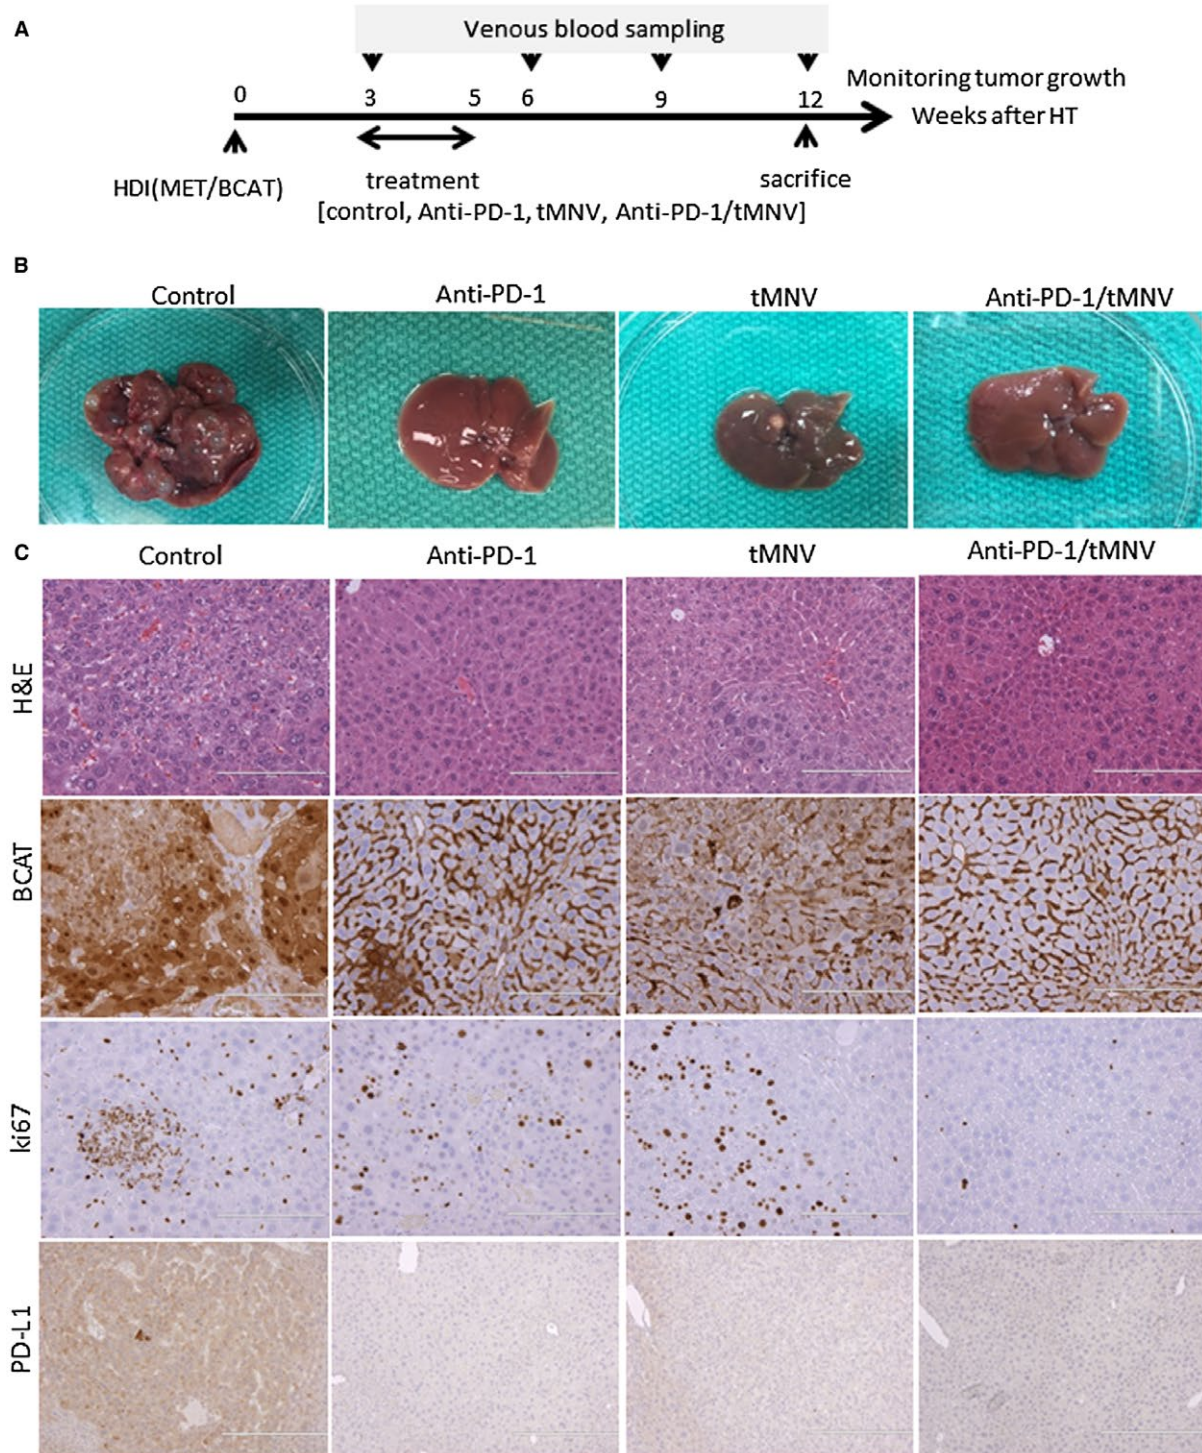 A
Venous blood sampling
0 3 5 6 9 12
Monitoring tumor growth
Weeks after HT
HDI(MET/BCAT)
treatment
sacrifice
[control, Anti-PD-1, tMNV, Anti-PD-1/tMNV]
B
Control Anti-PD-1 tMNV Anti-PD-1/tMNV
C
Control Anti-PD-1 tMNV Anti-PD-1/tMNV
H&E
BCAT
ki67
PD-L1